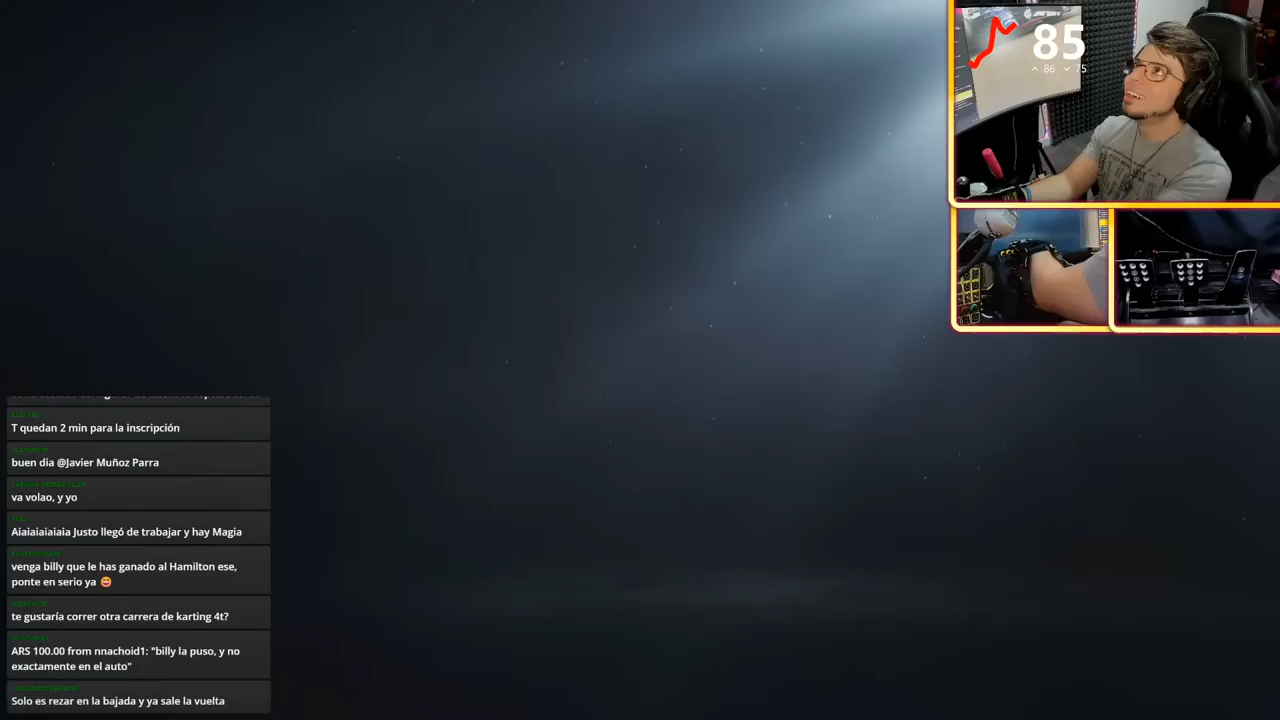 85
86 75
T quedan 2 min para la inscripción
buen dia @Javier Muñoz Parra
va volao, y yo
Aiaiaiaiaiaia Justo llegó de trabajar y hay Magia
venga billy que le has ganado al Hamilton ese,
ponte en serio ya 😄
te gustaría correr otra carrera de karting 4t?
ARS 100.00 from nnachoid1: "billy la puso, y no
exactamente en el auto"
Solo es rezar en la bajada y ya sale la vuelta